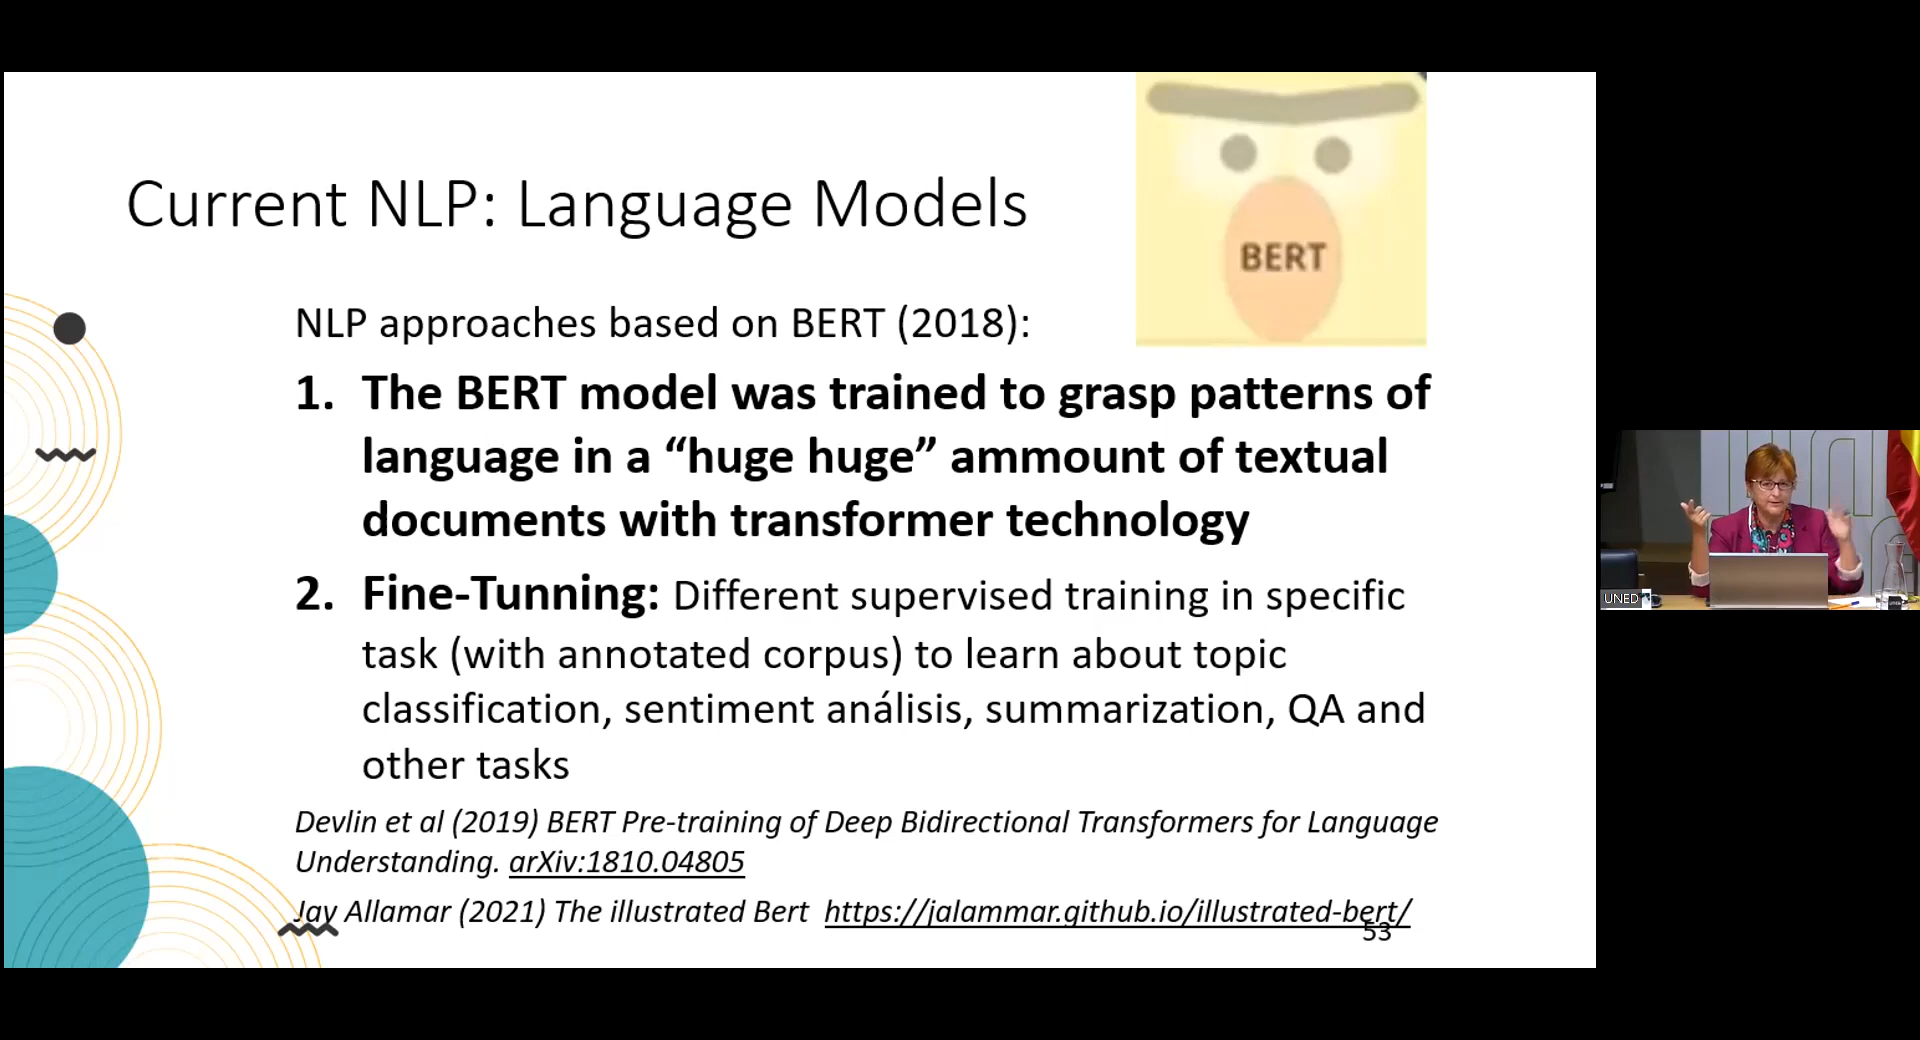 BERT
Current NLP: Language Models
NLP approaches based on BERT (2018):
1. The BERT model was trained to grasp patterns of
language in a “huge huge” ammount of textual
documents with transformer technology
2. Fine-Tunning: Different supervised training in specific
task (with annotated corpus) to learn about topic
classification, sentiment análisis, summarization, QA and
other tasks
Devlin et al (2019) BERT Pre-training of Deep Bidirectional Transformers for Language
Understanding. arXiv:1810.04805
Jay Allamar (2021) The illustrated Bert https://jalammar.github.io/illustrated-bert/
53
UNED